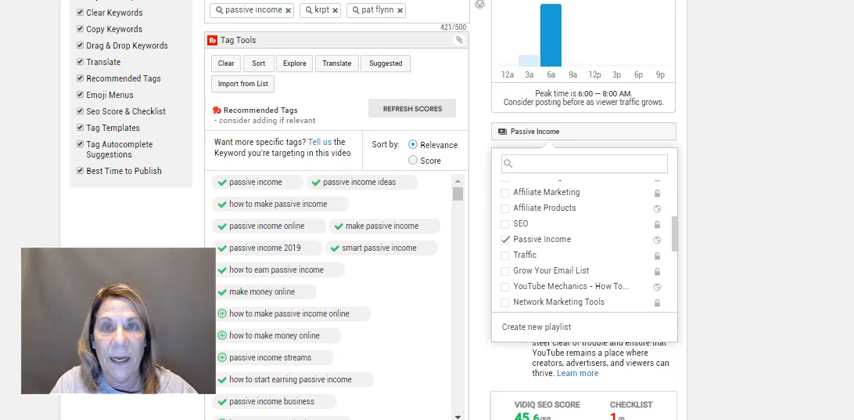 Clear Keywords
Copy Keywords
Drag & Drop Keywords
Translate
Recommended Tags
Emoji Menus
Seo Score & Checklist
Tag Templates
Tag Autocomplete
Suggestions
Best Time to Publish
passive income × krpt × pat flynn ×
421/500
Tag Tools
Clear Sort Explore Translate Suggested
Import from List
Recommended Tags
- consider adding if relevant
REFRESH SCORES
Want more specific tags? Tell us the
Keyword you're targeting in this video
Sort by: Relevance
Score
passive income passive income ideas
how to make passive income
passive income online make passive income
passive income 2019 smart passive income
how to earn passive income
make money online
how to make passive income online
how to make money online
passive income streams
how to start earning passive income
passive income business
12a 3a 6a 9a 12p 3p 6p 9p
Peak time is 6:00 — 8:00 AM.
Consider posting before as viewer traffic grows.
Passive Income
Affiliate Marketing
Affiliate Products
SEO
Passive Income
Traffic
Grow Your Email List
YouTube Mechanics - How To...
Network Marketing Tools
Create new playlist
steer clear of trouble and ensure that
YouTube remains a place where
creators, advertisers, and viewers can
thrive. Learn more
VIDIQ SEO SCORE CHECKLIST